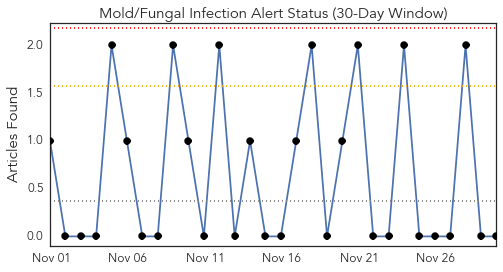 Mold/Fungal Infection Alert Status (30-Day Window)
Articles Found
2.0
1.5
1.0
0.5
0.0
Nov 01 Nov 06 Nov 11 Nov 16 Nov 21 Nov 26